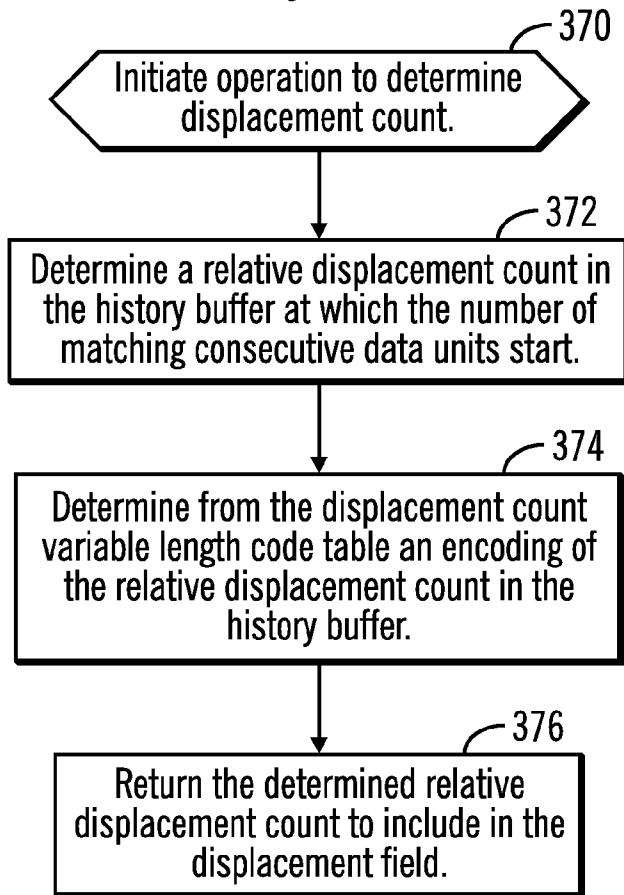 370
Initiate operation to determine
displacement count.
372
Determine a relative displacement count in
the history buffer at which the number of
matching consecutive data units start.
374
Determine from the displacement count
variable length code table an encoding of
the relative displacement count in the
history buffer.
376
Return the determined relative
displacement count to include in the
displacement field.